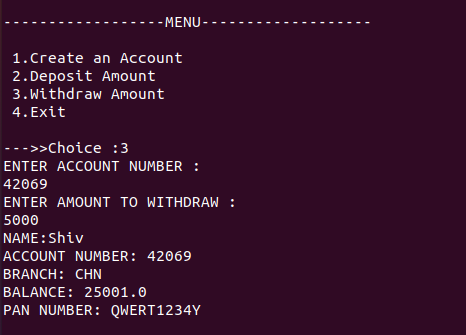 ------------------MENU-------------------
1.Create an Account
2.Deposit Amount
3.Withdraw Amount
4.Exit
--->>Choice :3
ENTER ACCOUNT NUMBER :
42069
ENTER AMOUNT TO WITHDRAW :
5000
NAME:Shiv
ACCOUNT NUMBER: 42069
BRANCH: CHN
BALANCE: 25001.0
PAN NUMBER: QWERT1234Y